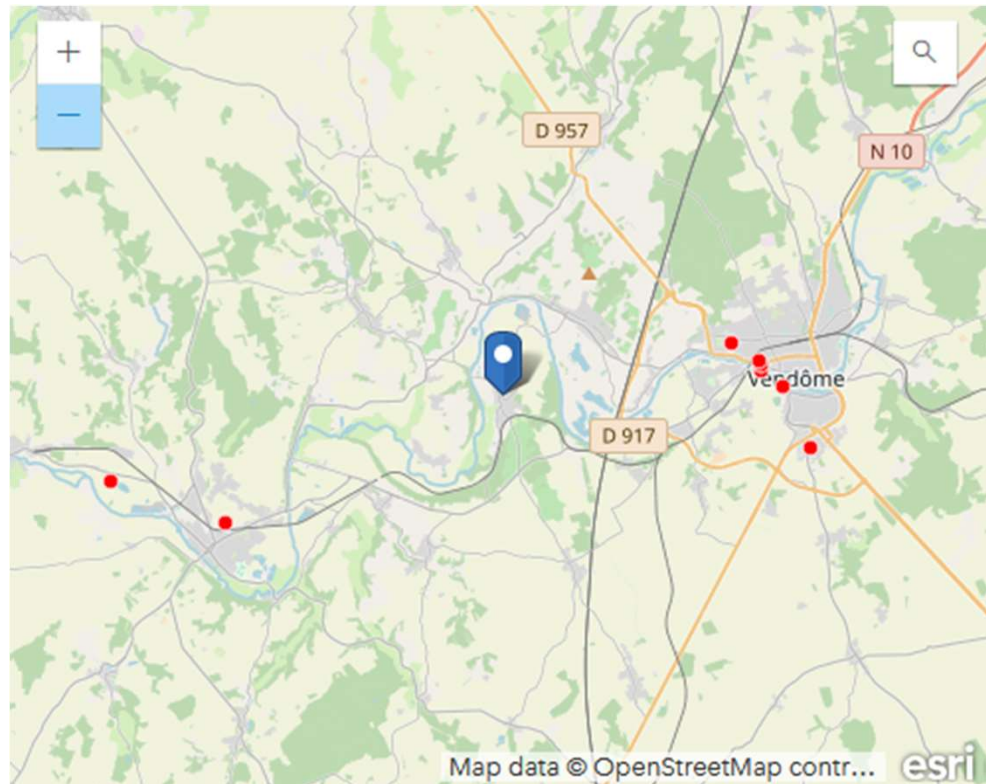 +
−
D 957
N 10
Vendôme
D 917
Map data © OpenStreetMap contr...
esri